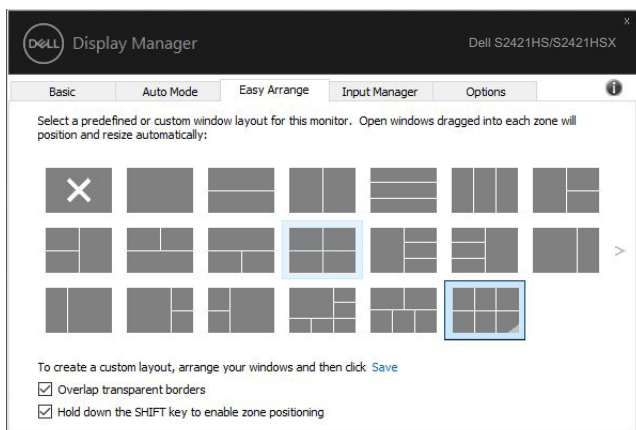 x
DELL Display Manager Dell S2421HS/S2421HSX
Basic Auto Mode Easy Arrange Input Manager Options i
Select a predefined or custom window layout for this monitor. Open windows dragged into each zone will
position and resize automatically:
>
To create a custom layout, arrange your windows and then click Save
Overlap transparent borders
Hold down the SHIFT key to enable zone positioning